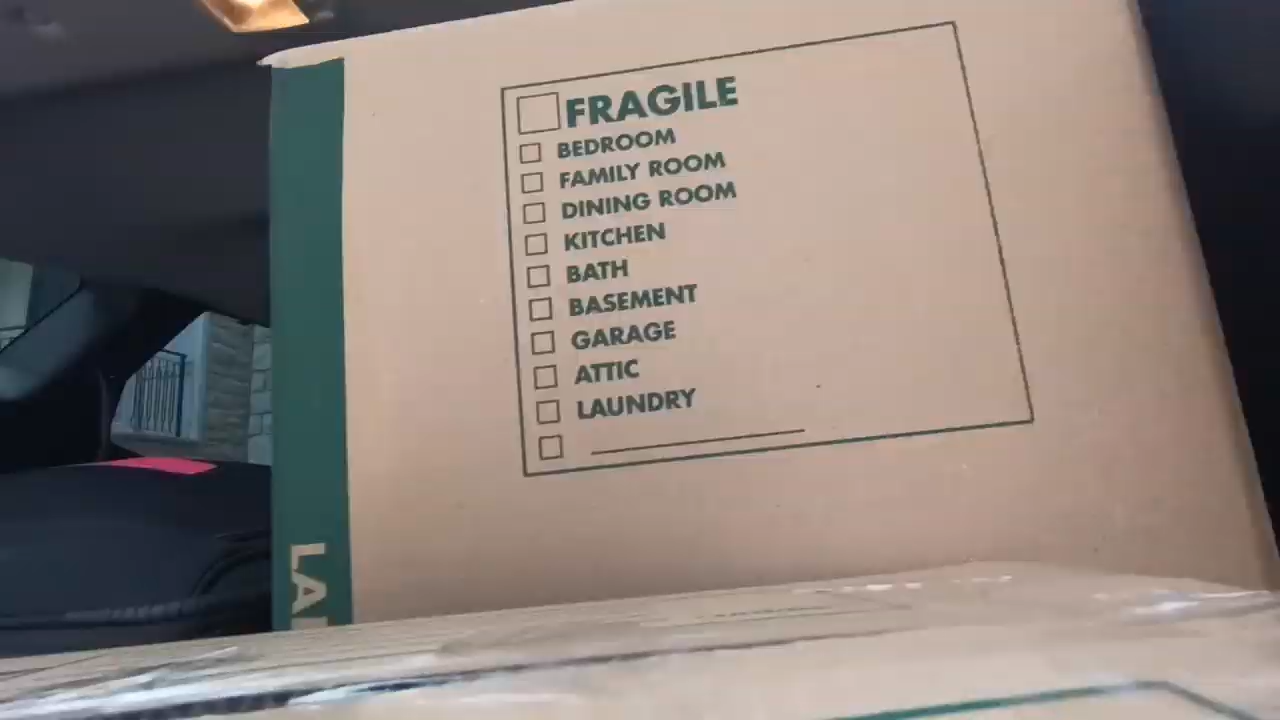 FRAGILE
BEDROOM
FAMILY ROOM
DINING ROOM
KITCHEN
BATH
BASEMENT
GARAGE
ATTIC
LAUNDRY